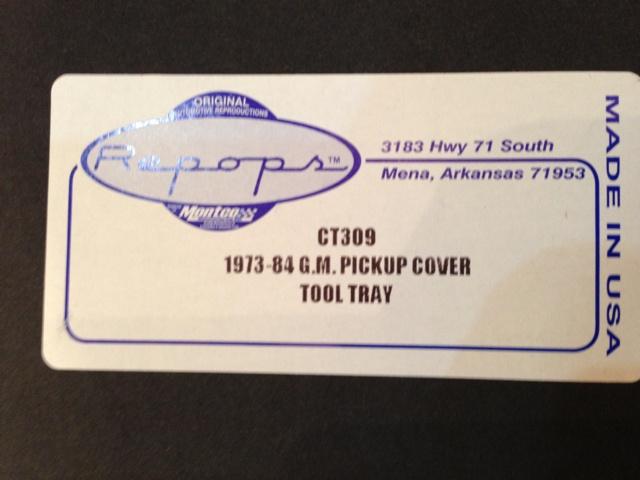 ORIGINAL
AUTOMOTIVE REPRODUCTIONS
Repops™
Montco
3183 Hwy 71 South
Mena, Arkansas 71953
CT309
1973-84 G.M. PICKUP COVER
TOOL TRAY
MADE IN USA